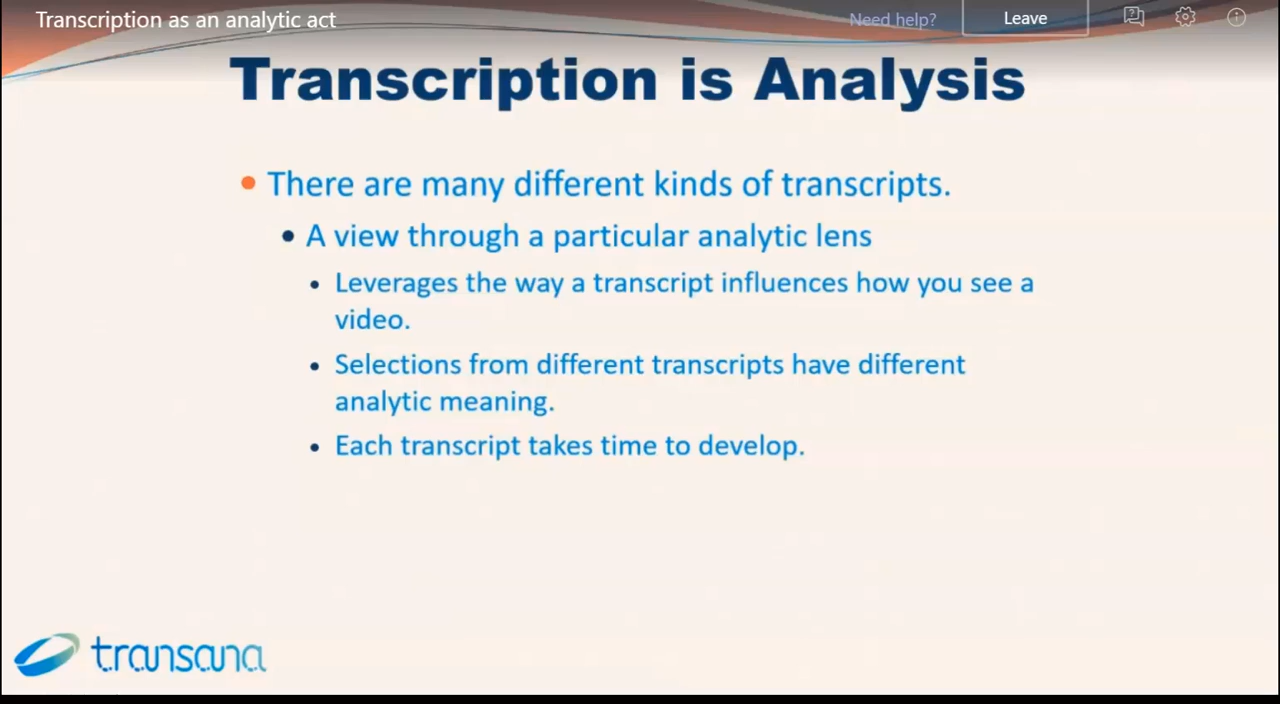 Transcription as an analytic act
Need help?
Leave
Transcription is Analysis
There are many different kinds of transcripts.
A view through a particular analytic lens
Leverages the way a transcript influences how you see a
video.
Selections from different transcripts have different
analytic meaning.
Each transcript takes time to develop.
transana